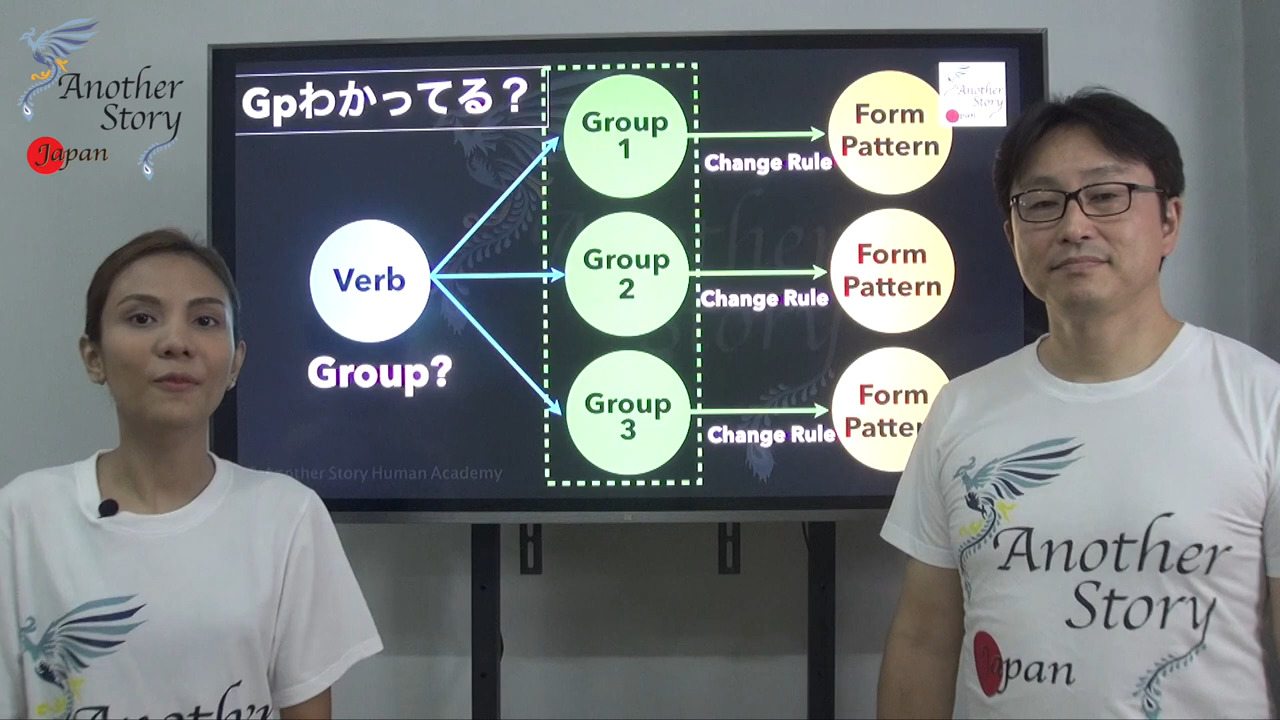 Another
Story
Japan
Gpわかってる？
Verb
Group?
Group
1
Change Rule
Form
Pattern
Another
Story
Japan
Group
2
Change Rule
Form
Pattern
Group
3
Change Rule
Form
Patter
Another Story Human Academy
Another
Story
Japan
Another